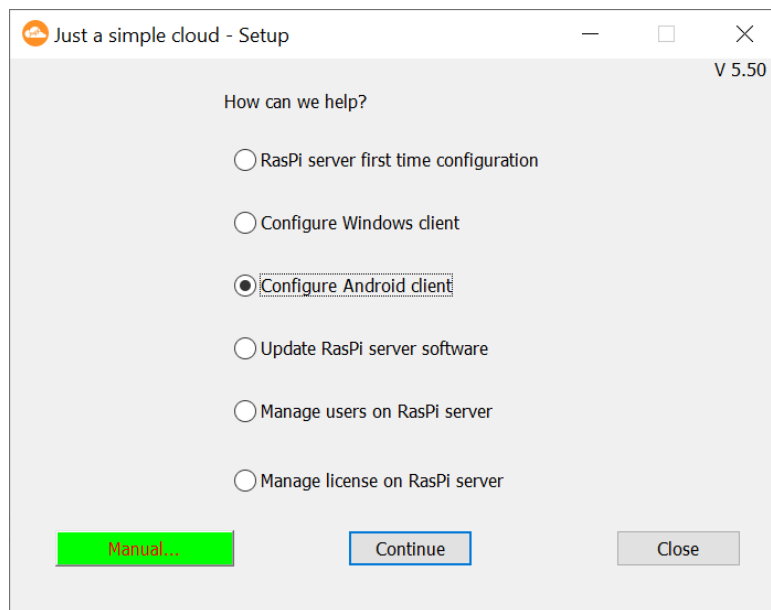 Just a simple cloud - Setup
V 5.50
How can we help?
RasPi server first time configuration
Configure Windows client
Configure Android client
Update RasPi server software
Manage users on RasPi server
Manage license on RasPi server
Manual...
Continue
Close